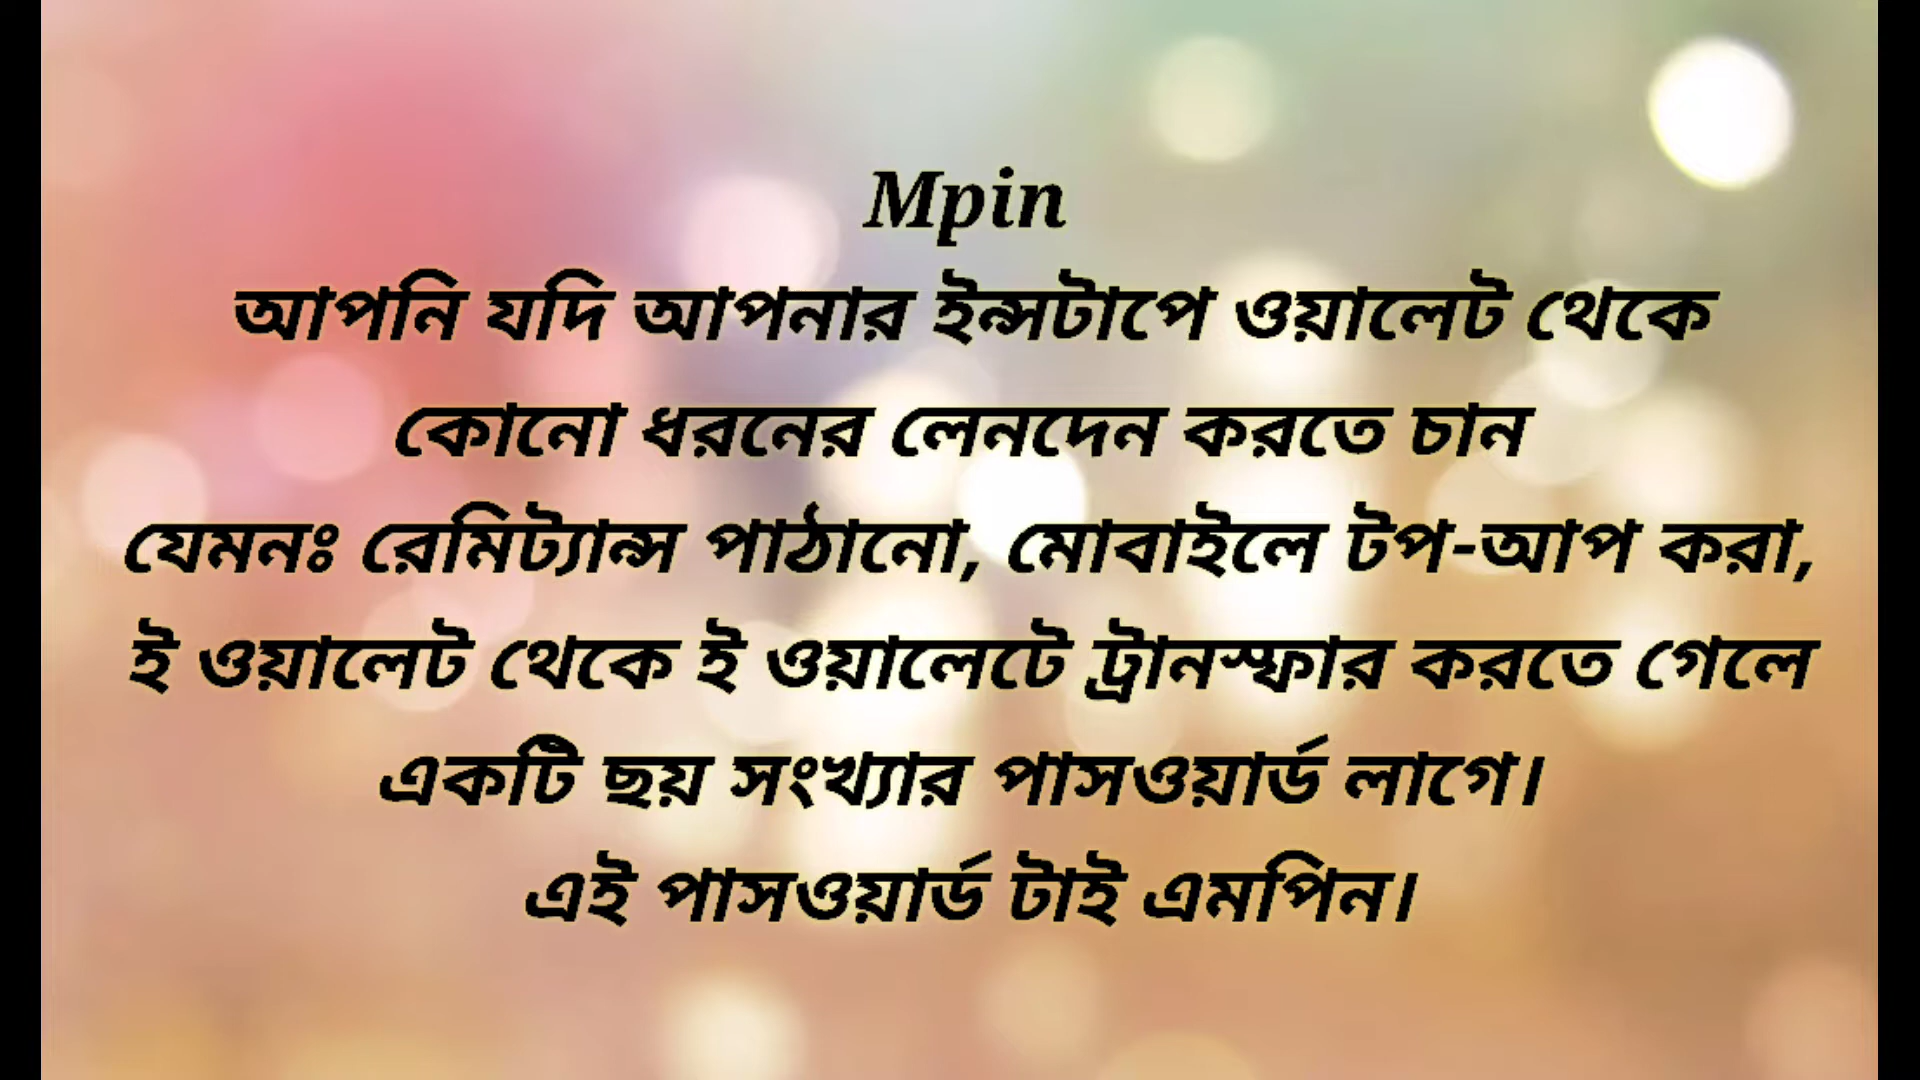 Mpin
আপনি যদি আপনার ইন্সটাপে ওয়ালেট থেকে
কোনো ধরনের লেনদেন করতে চান
যেমনঃ রেমিট্যান্স পাঠানো, মোবাইলে টপ-আপ করা,
ই ওয়ালেট থেকে ই ওয়ালেটে ট্রানস্ফার করতে গেলে
একটি ছয় সংখ্যার পাসওয়ার্ড লাগে।
এই পাসওয়ার্ড টাই এমপিন।